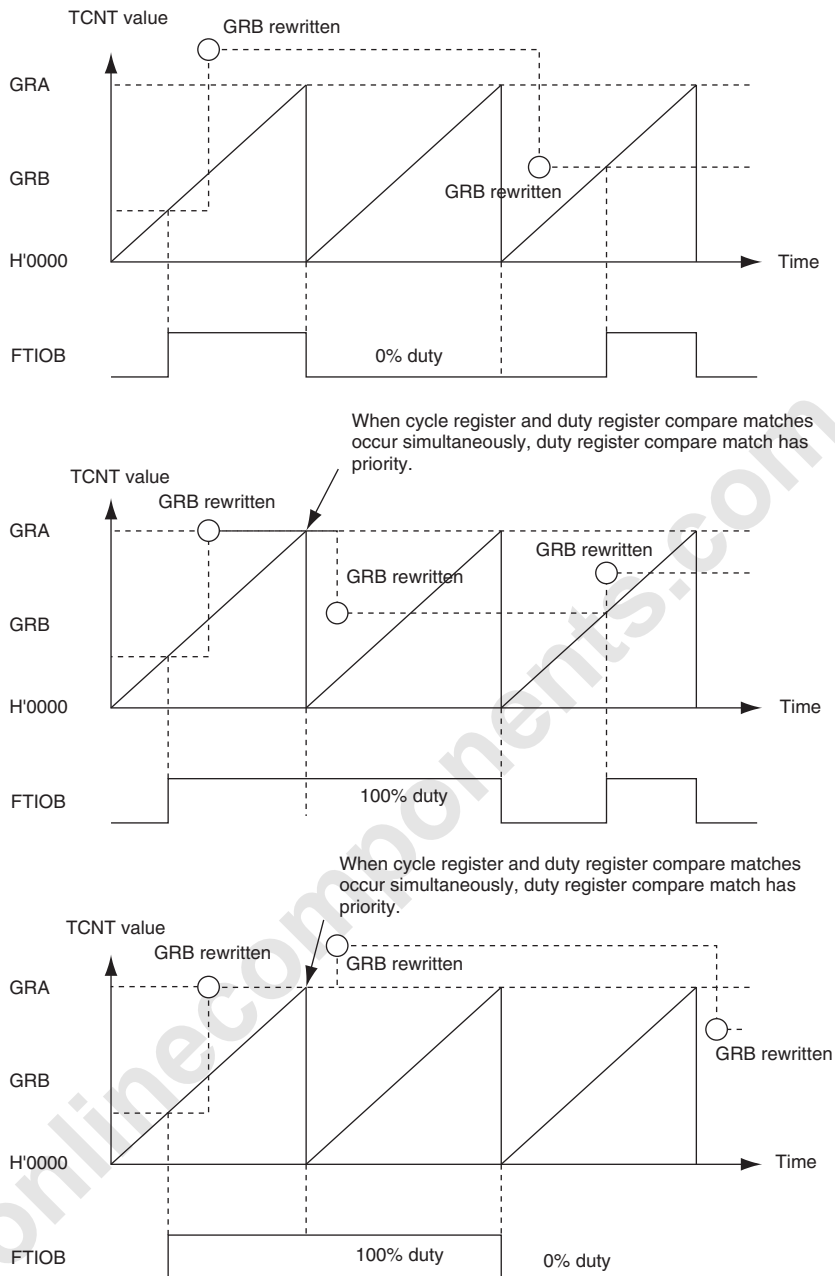 TCNT value
GRB rewritten
GRA
GRB
GRB rewritten
H'0000
Time
FTIOB
0% duty
When cycle register and duty register compare matches
occur simultaneously, duty register compare match has
priority.
TCNT value
GRB rewritten
GRA
GRB rewritten
GRB rewritten
GRB
H'0000
Time
FTIOB
100% duty
When cycle register and duty register compare matches
occur simultaneously, duty register compare match has
priority.
TCNT value
GRB rewritten
GRB rewritten
GRA
GRB rewritten
GRB
H'0000
Time
FTIOB
100% duty
0% duty
onlinecomponents.com